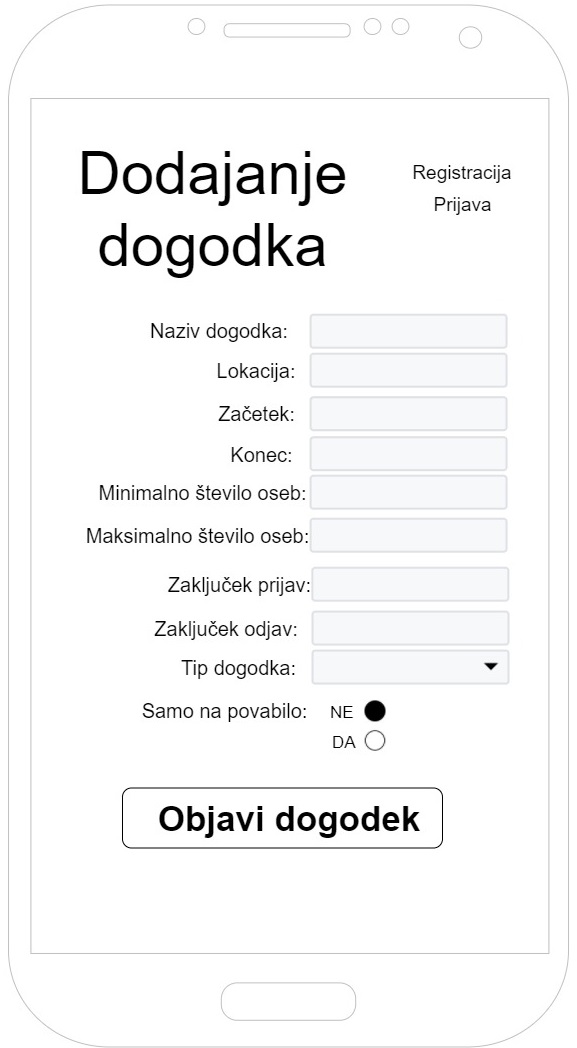 Dodajanje
dogodka
Registracija
Prijava
Naziv dogodka:
Lokacija:
Začetek:
Konec:
Minimalno število oseb:
Maksimalno število oseb:
Zaključek prijav:
Zaključek odjav:
Tip dogodka:
Samo na povabilo: NE
DA
Objavi dogodek